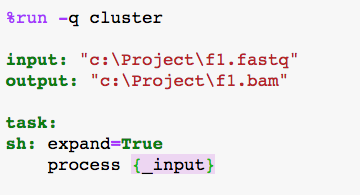 %run -q cluster
input: "c:\Project\f1.fastq"
output: "c:\Project\f1.bam"
task:
sh: expand=True
process {_input}